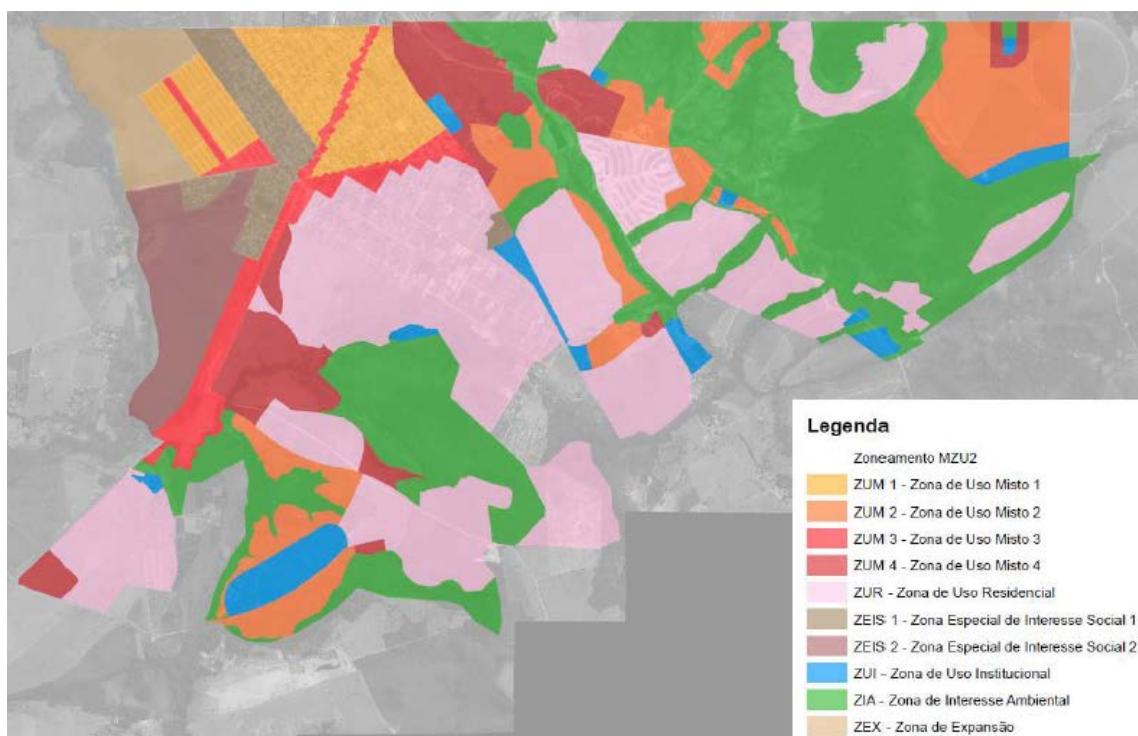 Legenda
Zoneamento MZU2
ZUM 1 - Zona de Uso Misto 1
ZUM 2 - Zona de Uso Misto 2
ZUM 3 - Zona de Uso Misto 3
ZUM 4 - Zona de Uso Misto 4
ZUR - Zona de Uso Residencial
ZEIS 1 - Zona Especial de Interesse Social 1
ZEIS 2 - Zona Especial de Interesse Social 2
ZUI - Zona de Uso Institucional
ZIA - Zona de Interesse Ambiental
ZEX - Zona de Expansão